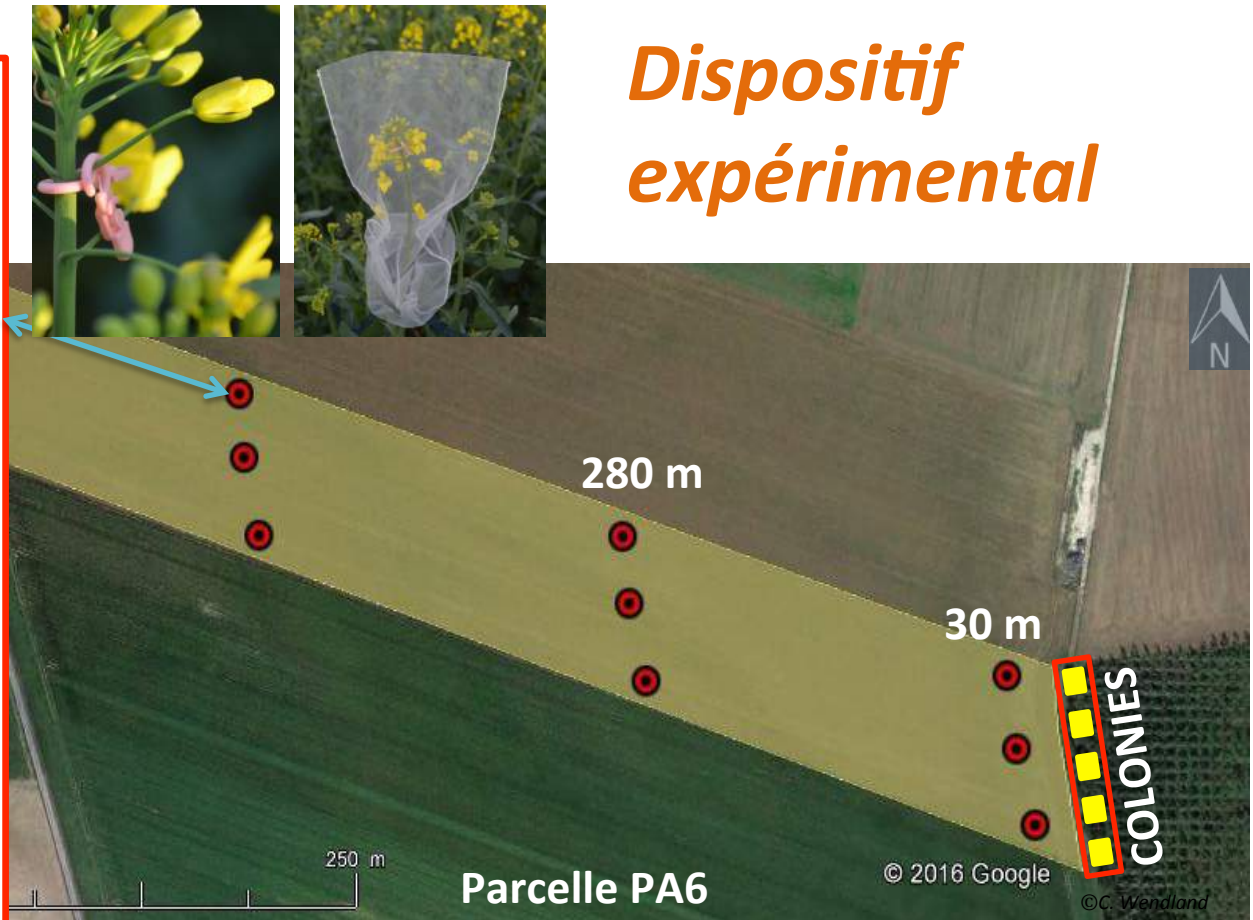 Dispositif
expérimental
N
280 m
30 m
COLONIES
250 m
Parcelle PA6
© 2016 Google
©C. Wendland